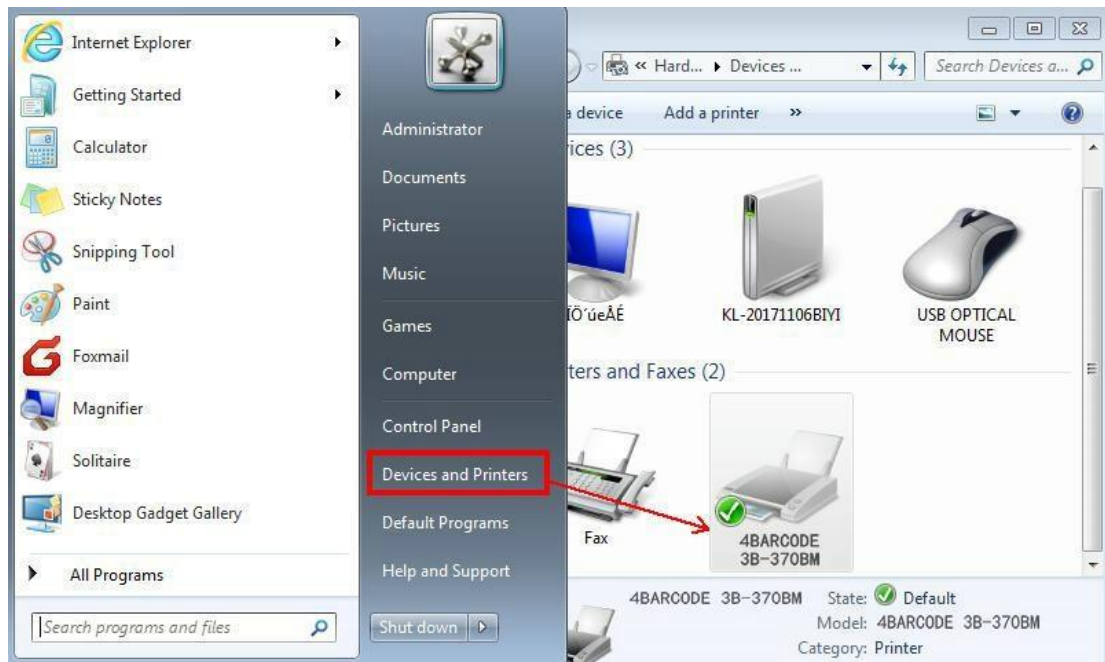 Internet Explorer
Getting Started
Calculator
Sticky Notes
Snipping Tool
Paint
Foxmail
Magnifier
Solitaire
Desktop Gadget Gallery
All Programs
Search programs and files
Administrator
Documents
Pictures
Music
Games
Computer
Control Panel
Devices and Printers
Default Programs
Help and Support
Shut down
« Hard... Devices ...
Search Devices a...
a device Add a printer »
ices (3)
ÏÖ´úeÅÉ
KL-20171106BIYI
USB OPTICAL
MOUSE
ters and Faxes (2)
Fax
4BARCODE
3B-370BM
4BARCODE 3B-370BM State: Default
Model: 4BARCODE 3B-370BM
Category: Printer